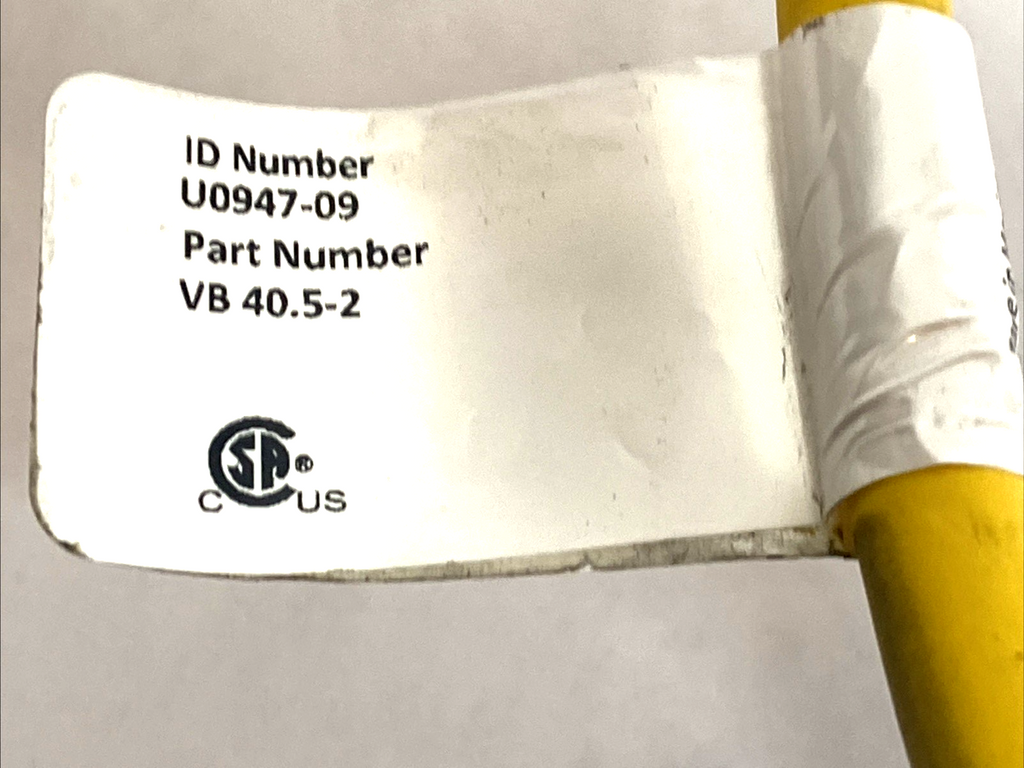 ID Number
U0947-09
Part Number
VB 40.5-2
SA®
C US